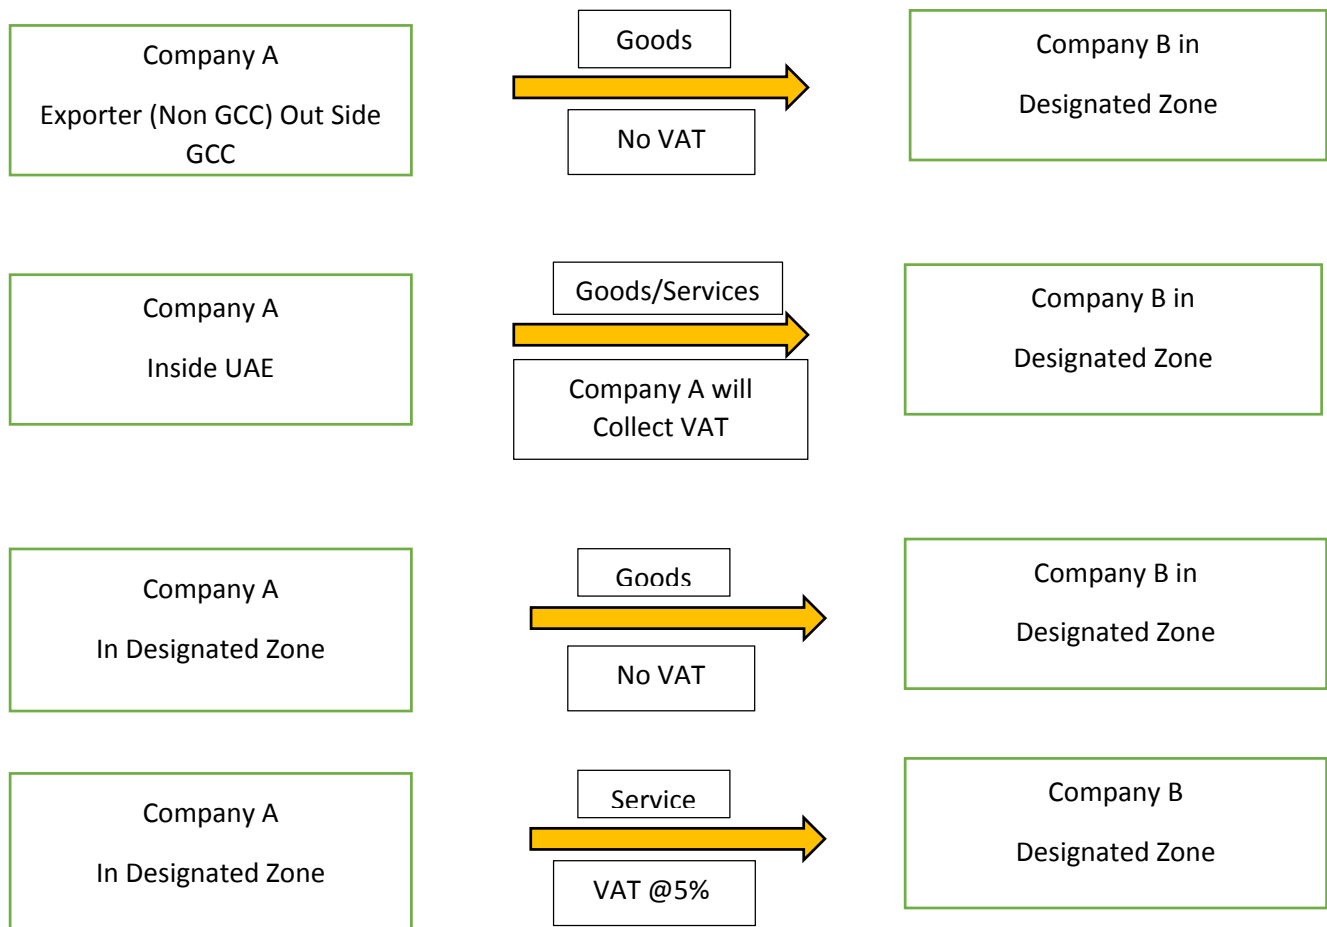 Company A
Exporter (Non GCC) Out Side
GCC
Goods
No VAT
Company B in
Designated Zone
Company A
Inside UAE
Goods/Services
Company A will
Collect VAT
Company B in
Designated Zone
Company A
In Designated Zone
Goods
No VAT
Company B in
Designated Zone
Company A
In Designated Zone
Service
VAT @5%
Company B
Designated Zone